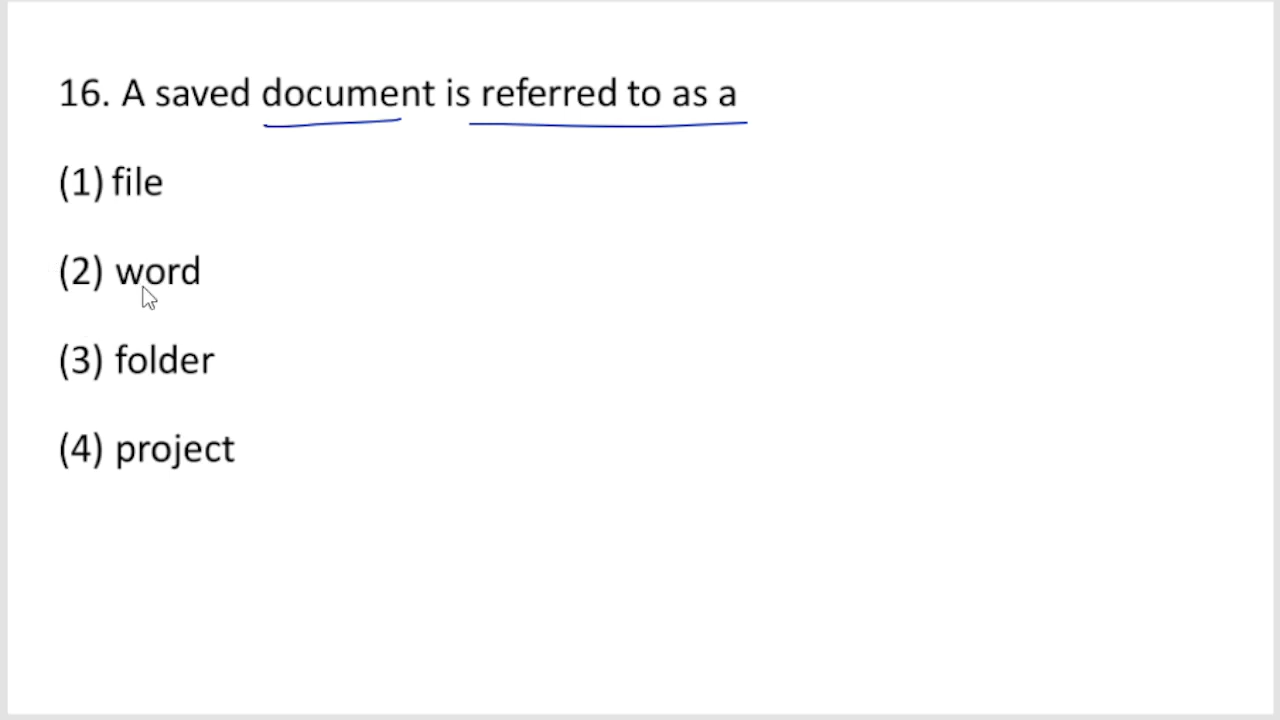 16. A saved document is referred to as a
(1) file
(2) word
(3) folder
(4) project